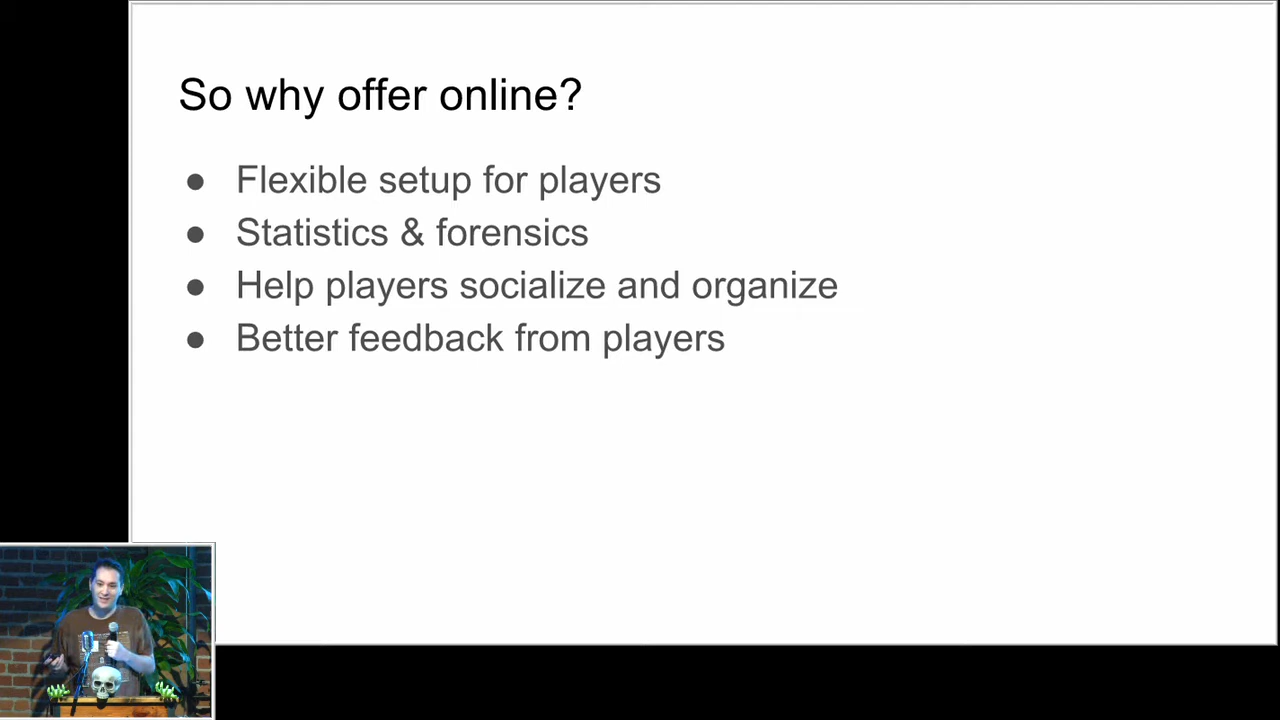 So why offer online?
● Flexible setup for players
● Statistics & forensics
● Help players socialize and organize
● Better feedback from players